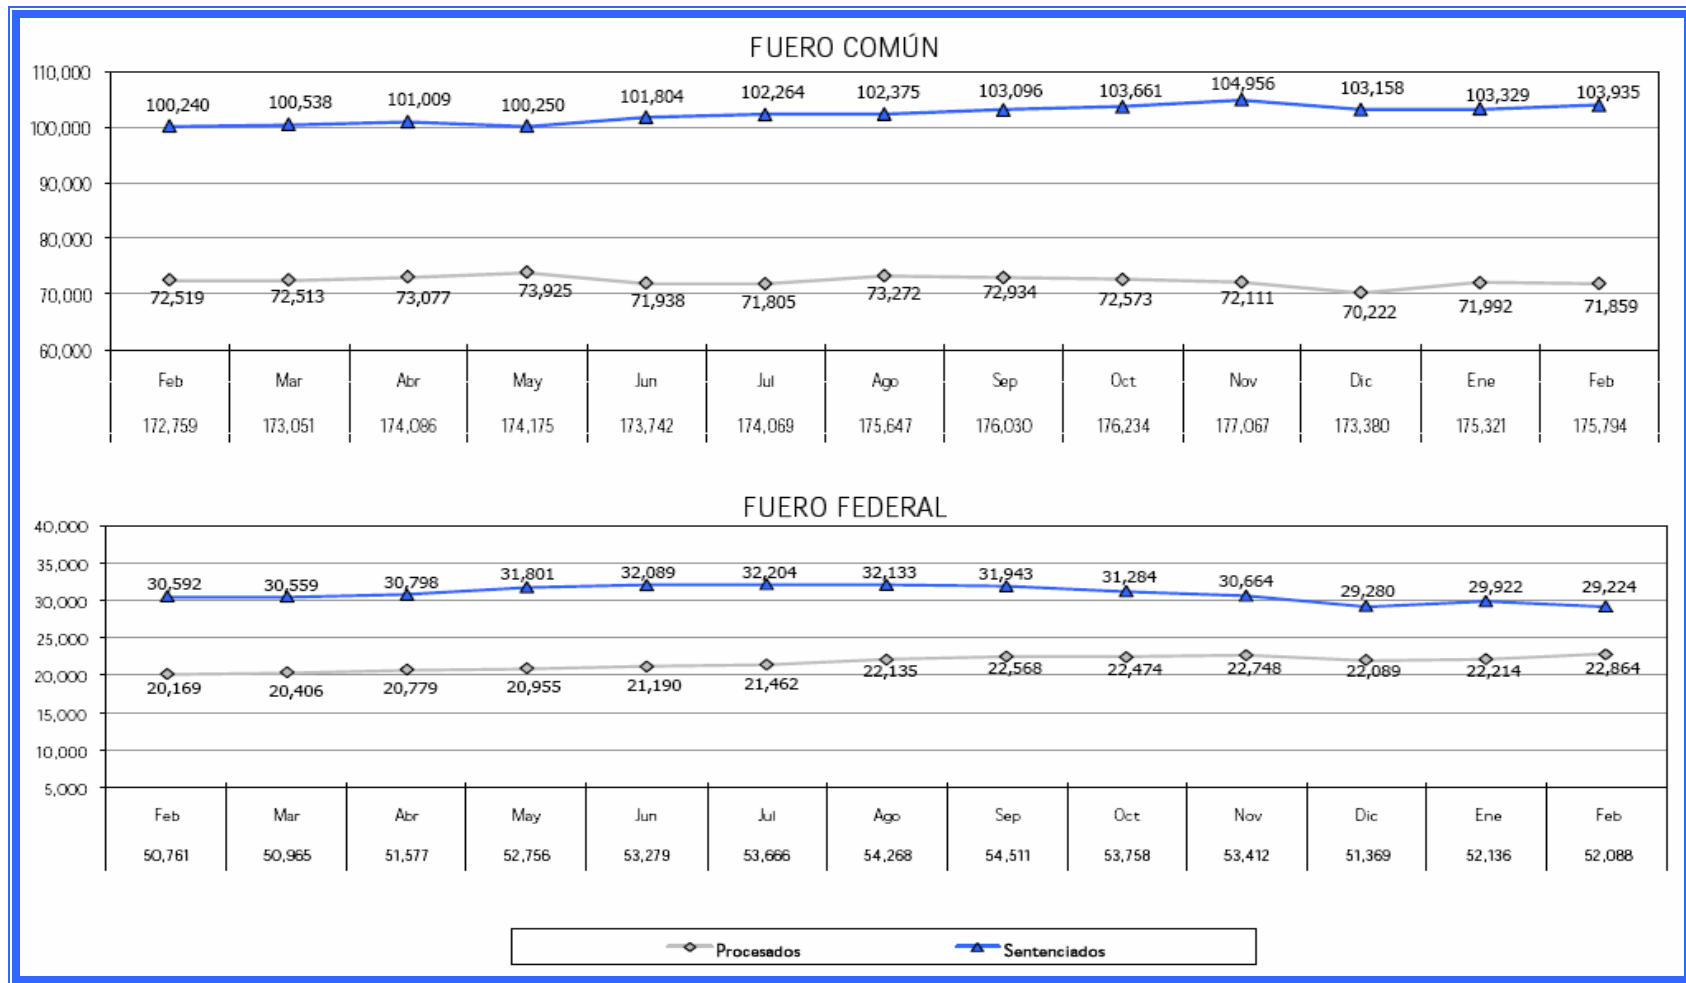 FUERO COMÚN
110,000
100,000
90,000
80,000
70,000
60,000
100,240 100,538 101,009 100,250 101,804 102,264 102,375 103,096 103,661 104,956 103,158 103,329 103,935
72,519 72,513 73,077 73,925 71,938 71,805 73,272 72,934 72,573 72,111 70,222 71,992 71,859
Feb Mar Abr May Jun Jul Ago Sep Oct Nov Dic Ene Feb
172,759 173,051 174,086 174,175 173,742 174,069 175,647 176,030 176,234 177,067 173,380 175,321 175,794
FUERO FEDERAL
40,000
35,000
30,000
25,000
20,000
15,000
10,000
5,000
30,592 30,559 30,798 31,801 32,089 32,204 32,133 31,943 31,284 30,664 29,280 29,922 29,224
20,169 20,406 20,779 20,955 21,190 21,462 22,135 22,568 22,474 22,748 22,089 22,214 22,864
Feb Mar Abr May Jun Jul Ago Sep Oct Nov Dic Ene Feb
50,761 50,965 51,577 52,756 53,279 53,666 54,268 54,511 53,758 53,412 51,369 52,136 52,088
Procesados Sentenciados